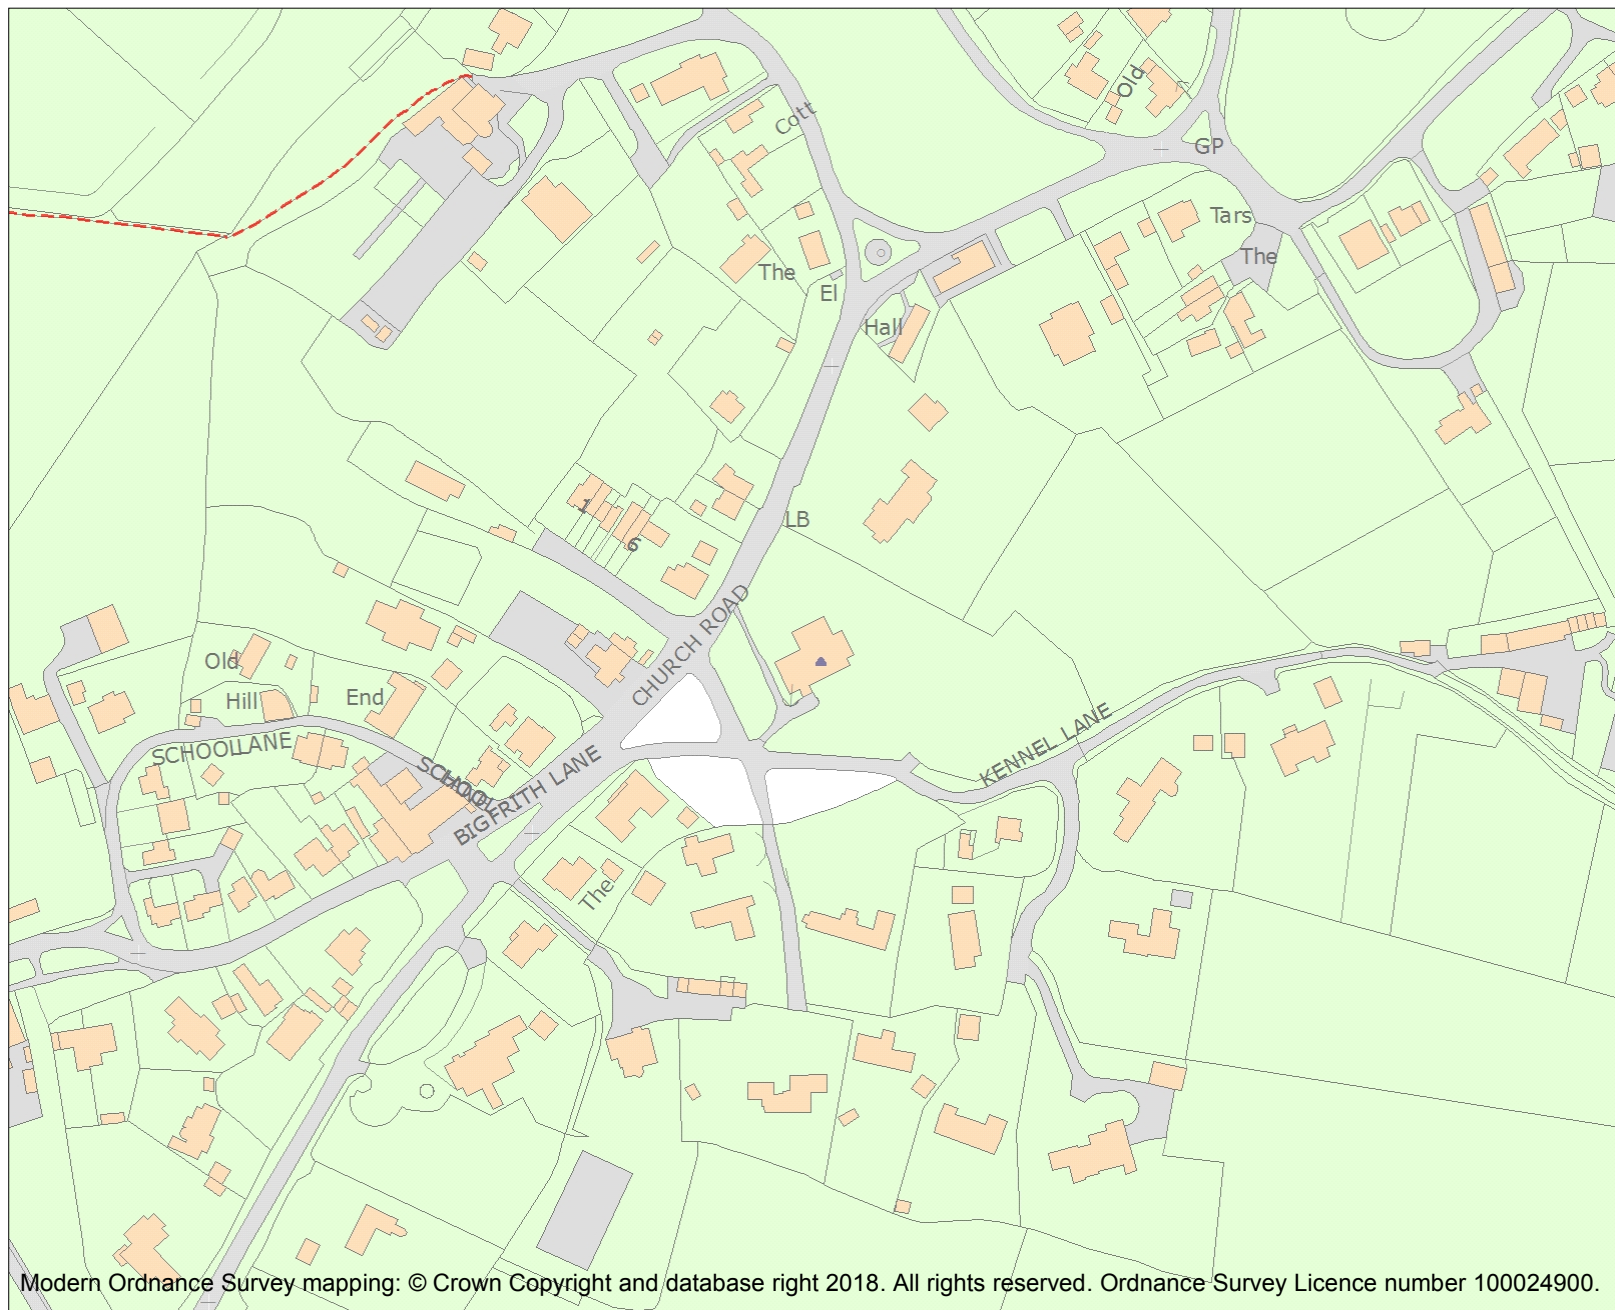 Old
Cott
GP
Tars
The
The
El
Hall
1
6
LB
CHURCH ROAD
Old
Hill
End
SCHOOL LANE
SCHOOL
BIGFRITH LANE
KENNEL LANE
The
Modern Ordnance Survey mapping: © Crown Copyright and database right 2018. All rights reserved. Ordnance Survey Licence number 100024900.